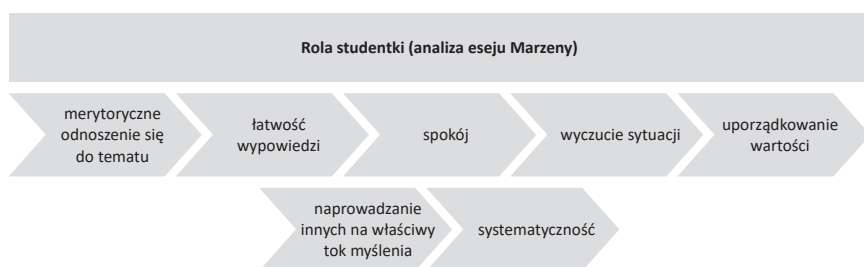 Rola studentki (analiza eseju Marzeny)
merytoryczne
odnoszenie się
do tematu
łatwość
wypowiedzi
spokój
wyczucie sytuacji
uporządkowanie
wartości
naprowadzanie
innych na właściwy
tok myślenia
systematyczność